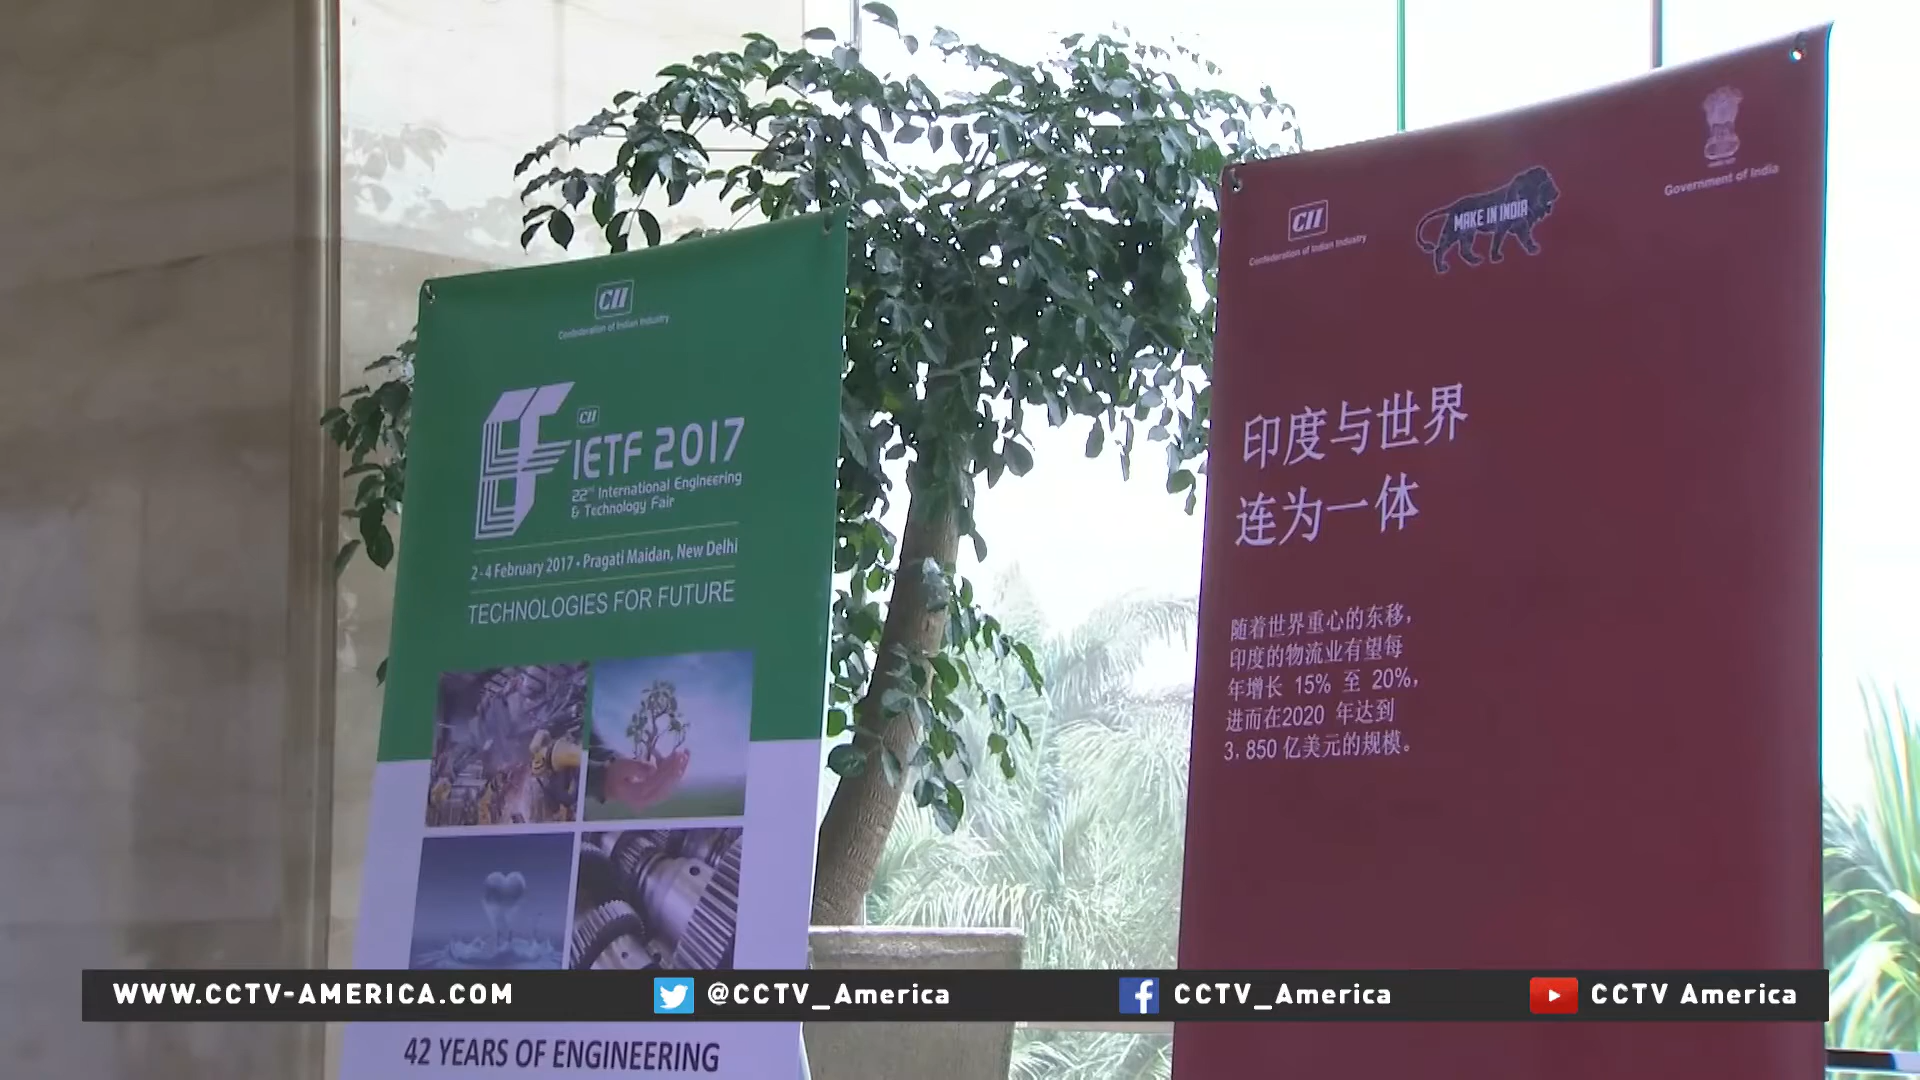 CII
Confederation of Indian Industry
CII
IETF 2017
22nd International Engineering
& Technology Fair
2-4 February 2017 • Pragati Maidan, New Delhi
TECHNOLOGIES FOR FUTURE
42 YEARS OF ENGINEERING
CII
Confederation of Indian Industry
MAKE IN INDIA
Government of India
印度与世界
连为一体
随着世界重心的东移,
印度的物流业有望每
年增长 15% 至 20%,
进而在2020 年达到
3, 850 亿美元的规模。
WWW.CCTV-AMERICA.COM
@CCTV_America
CCTV_America
CCTV America